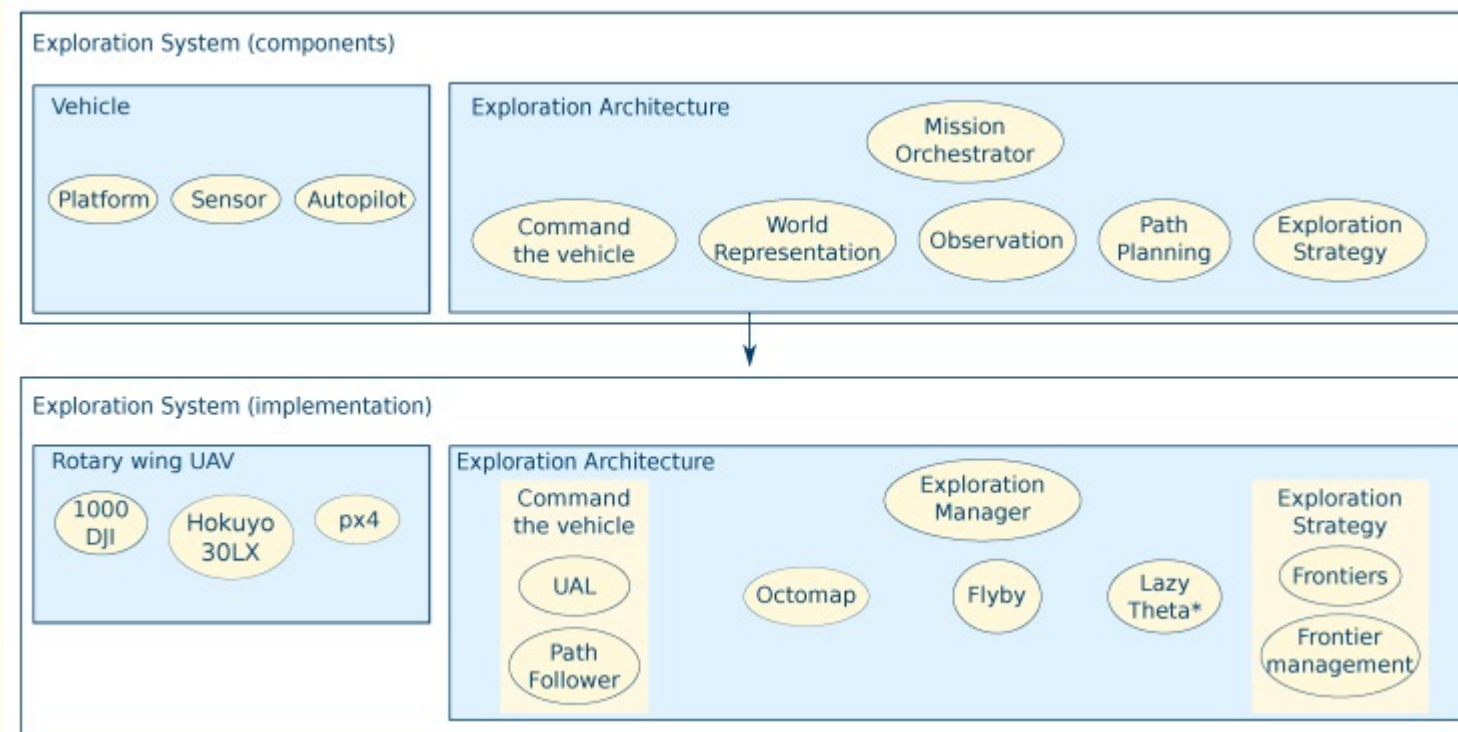 Exploration System (components)
Vehicle
Platform
Sensor
Autopilot
Exploration Architecture
Mission
Orchestrator
Command
the vehicle
World
Representation
Observation
Path
Planning
Exploration
Strategy
Exploration System (implementation)
Rotary wing UAV
1000
DJI
Hokuyo
30LX
px4
Exploration Architecture
Command
the vehicle
UAL
Path
Follower
Exploration
Manager
Octomap
Flyby
Lazy
Theta*
Exploration
Strategy
Frontiers
Frontier
management